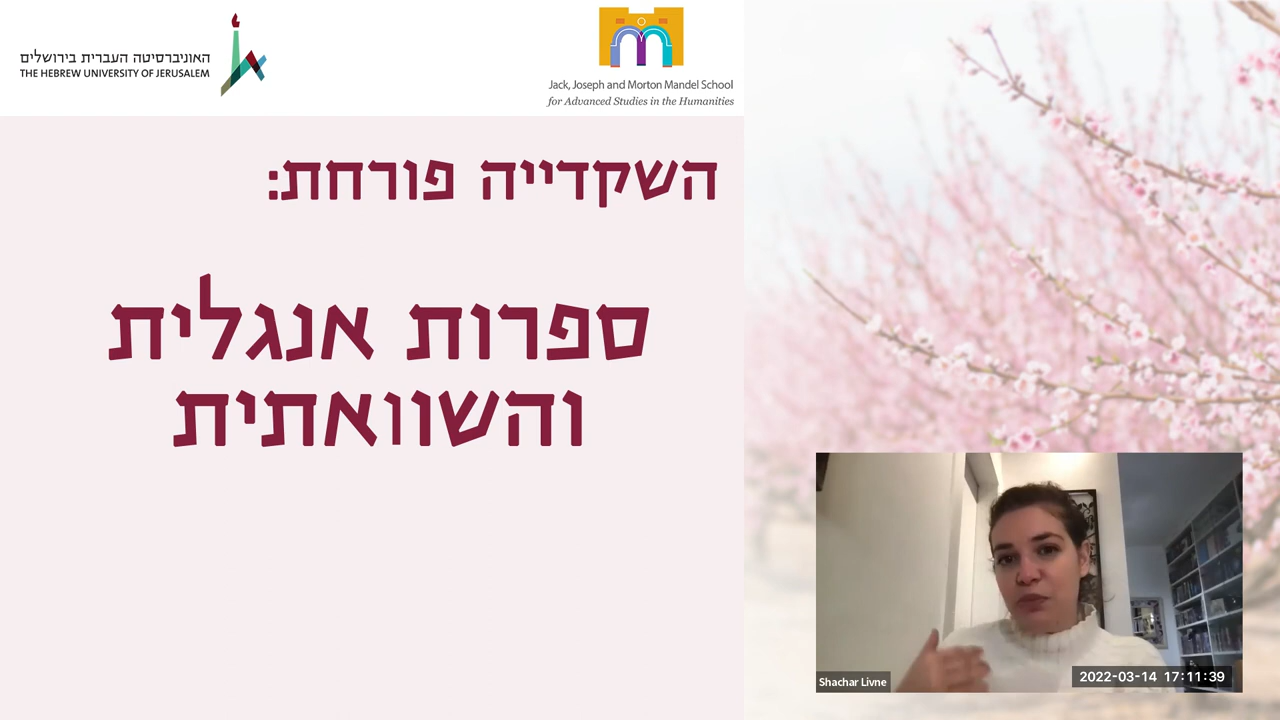 האוניברסיטה העברית בירושלים
THE HEBREW UNIVERSITY OF JERUSALEM
Jack, Joseph and Morton Mandel School
for Advanced Studies in the Humanities
השקדייה פורחת:
ספרות אנגלית
והשוואתית
Shachar Livne
2022-03-14 17:11:39